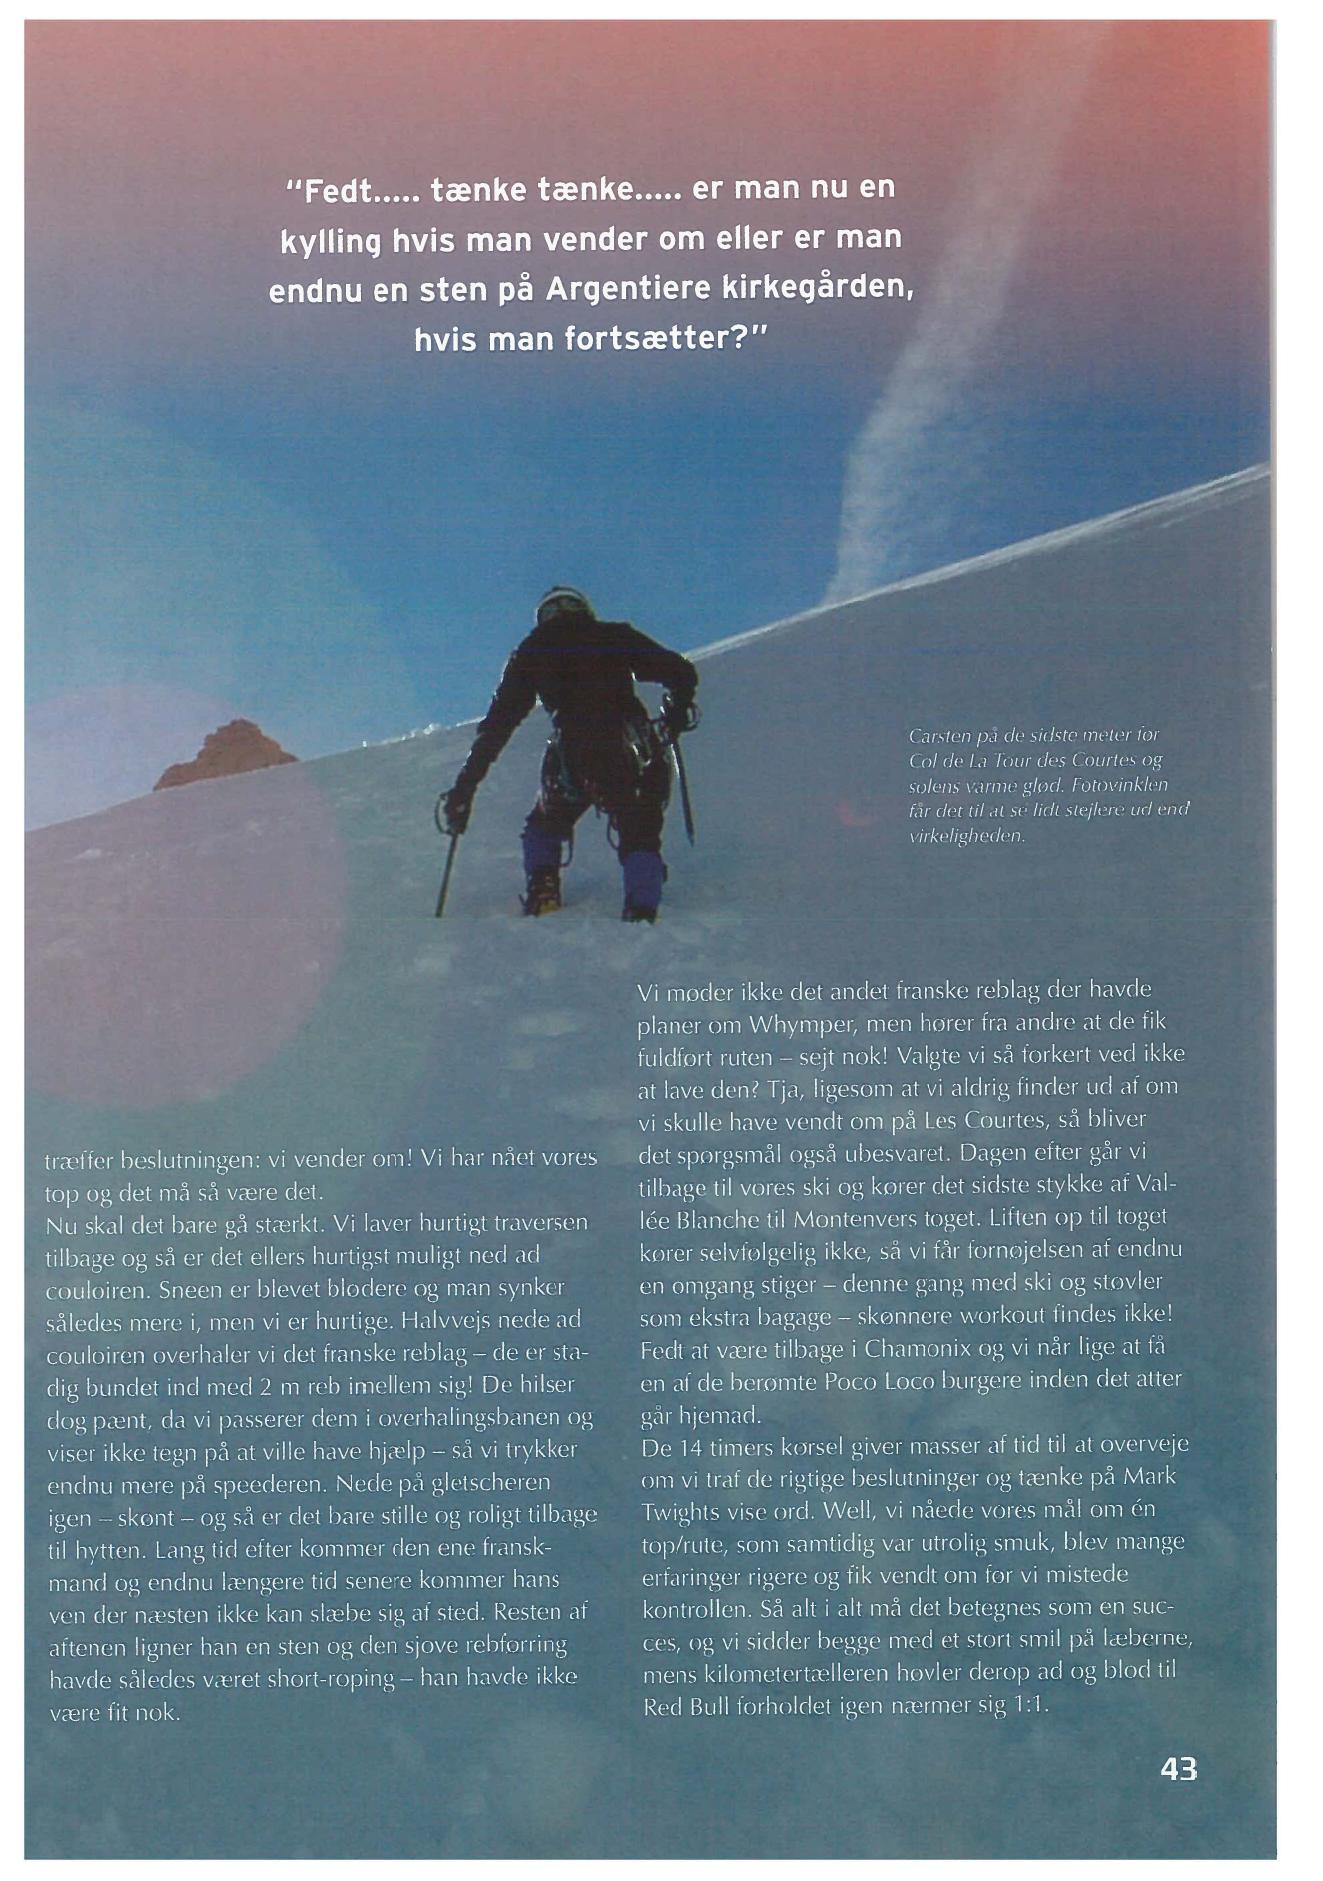 "Fedt..... tænke tænke..... er man nu en
kylling hvis man vender om eller er man
endnu en sten på Argentiere kirkegården,
hvis man fortsætter?"
Carsten på de sidste meter før
Col de La Tour des Courtes og
solens varme glød. Fotovinklen
får det til at se lidt stejlere ud end
virkeligheden.
træffer beslutningen: vi vender om! Vi har nået vores
top og det må så være det.
Nu skal det bare gå stærkt. Vi laver hurtigt traversen
tilbage og så er det ellers hurtigst muligt ned ad
couloiren. Sneen er blevet blødere og man synker
således mere i, men vi er hurtige. Halvvejs nede ad
couloiren overhaler vi det franske reblag – de er sta-
dig bundet ind med 2 m reb imellem sig! De hilser
dog pænt, da vi passerer dem i overhalingsbanen og
viser ikke tegn på at ville have hjælp – så vi trykker
endnu mere på speederen. Nede på gletscheren
igen – skønt – og så er det bare stille og roligt tilbage
til hytten. Lang tid efter kommer den ene fransk-
mand og endnu længere tid senere kommer hans
ven der næsten ikke kan slæbe sig af sted. Resten af
aftenen ligner han en sten og den sjove rebføring
havde således været short-roping – han havde ikke
være fit nok.
Vi møder ikke det andet franske reblag der havde
planer om Whymper, men hører fra andre at de fik
fuldført ruten – sejt nok! Valgte vi så forkert ved ikke
at lave den? Tja, ligesom at vi aldrig finder ud af om
vi skulle have vendt om på Les Courtes, så bliver
det spørgsmål også ubesvaret. Dagen efter går vi
tilbage til vores ski og kører det sidste stykke af Val-
lée Blanche til Montenvers toget. Liften op til toget
kører selvfølgelig ikke, så vi får fornøjelsen af endnu
en omgang stiger – denne gang med ski og støvler
som ekstra bagage – skønnere workout findes ikke!
Fedt at være tilbage i Chamonix og vi når lige at få
en af de berømte Poco Loco burgere inden det atter
går hjemad.
De 14 timers kørsel giver masser af tid til at overveje
om vi traf de rigtige beslutninger og tænke på Mark
Twights vise ord. Well, vi nåede vores mål om én
top/rute, som samtidig var utrolig smuk, blev mange
erfaringer rigere og fik vendt om før vi mistede
kontrollen. Så alt i alt må det betegnes som en suc-
ces, og vi sidder begge med et stort smil på læberne,
mens kilometertælleren høvler derop ad og blod til
Red Bull forholdet igen nærmer sig 1:1.
43